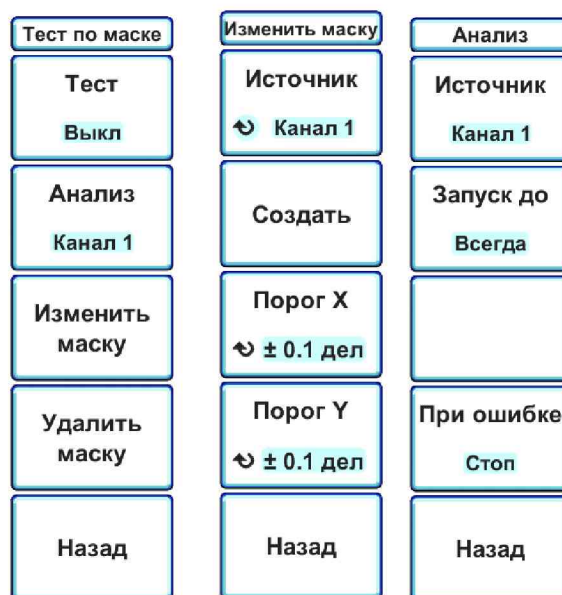 Тест по маске
Тест
Выкл
Анализ
Канал 1
Изменить
маску
Удалить
маску
Назад
Изменить маску
Источник
Канал 1
Создать
Порог X
± 0.1 дел
Порог Y
± 0.1 дел
Назад
Анализ
Источник
Канал 1
Запуск до
Всегда
При ошибке
Стоп
Назад